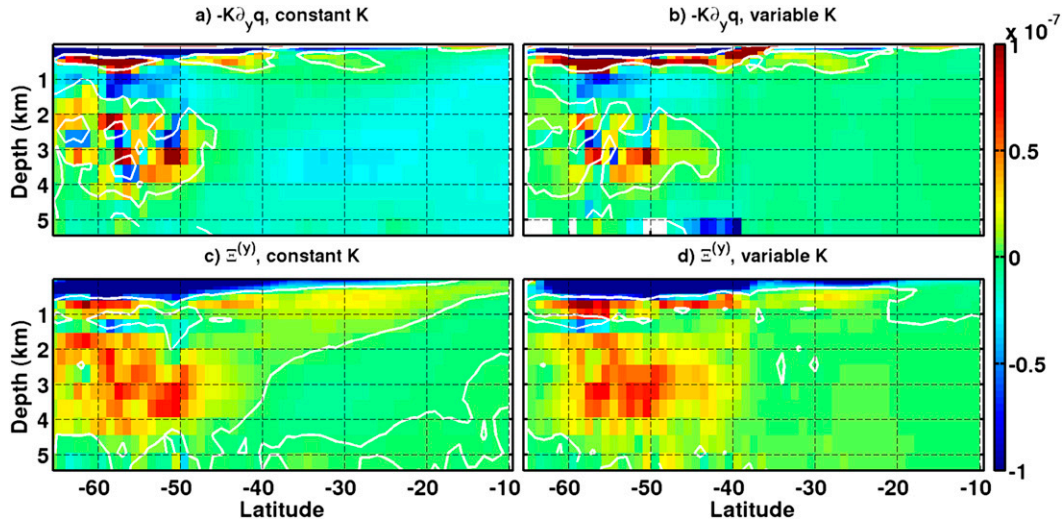 a) -K∂yq, constant K
b) -K∂yq, variable K
x 10^-7
Depth (km)
1
2
3
4
5
1
0.5
0
-0.5
-1
c) Ξ^(y), constant K
d) Ξ^(y), variable K
Depth (km)
1
2
3
4
5
-60 -50 -40 -30 -20 -10
-60 -50 -40 -30 -20 -10
Latitude
Latitude